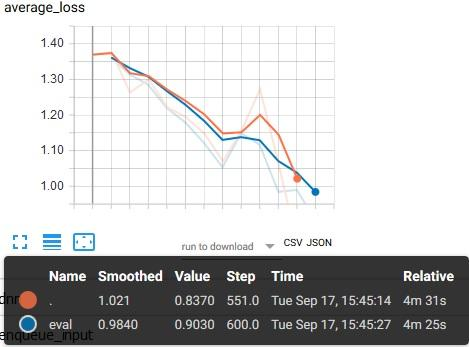 average_loss
1.40
1.30
1.20
1.10
1.00
run to download CSV JSON
Name Smoothed Value Step Time Relative
. 1.021 0.8370 551.0 Tue Sep 17, 15:45:14 4m 31s
eval 0.9840 0.9030 600.0 Tue Sep 17, 15:45:27 4m 25s
enqueue_input